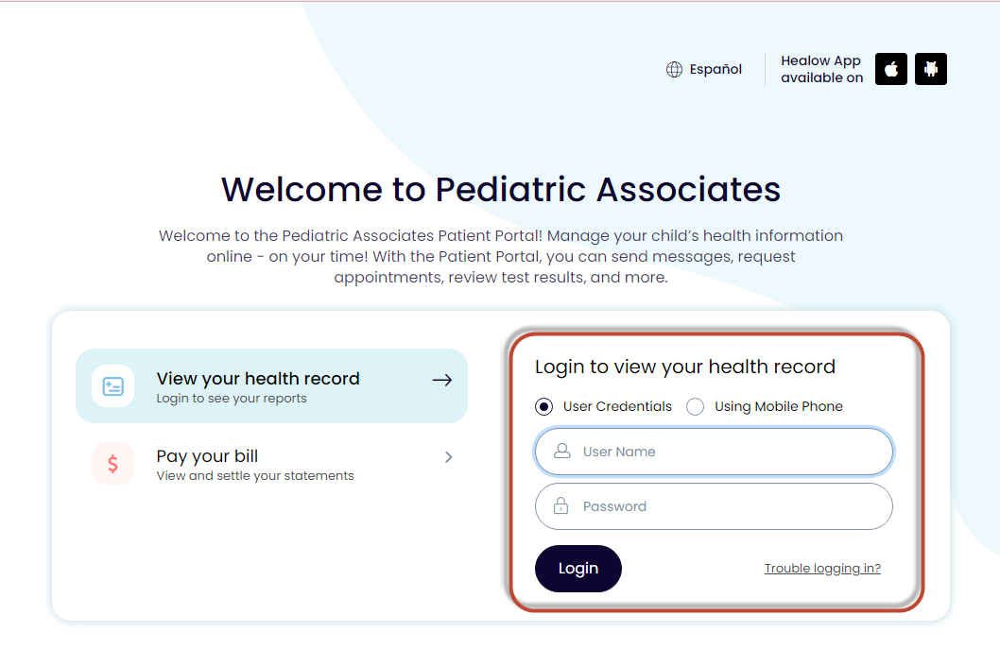 Español
Healow App
available on
Welcome to Pediatric Associates
Welcome to the Pediatric Associates Patient Portal! Manage your child’s health information
online - on your time! With the Patient Portal, you can send messages, request
appointments, review test results, and more.
View your health record
Login to see your reports
$
Pay your bill
View and settle your statements
Login to view your health record
User Credentials
Using Mobile Phone
User Name
Password
Login
Trouble logging in?